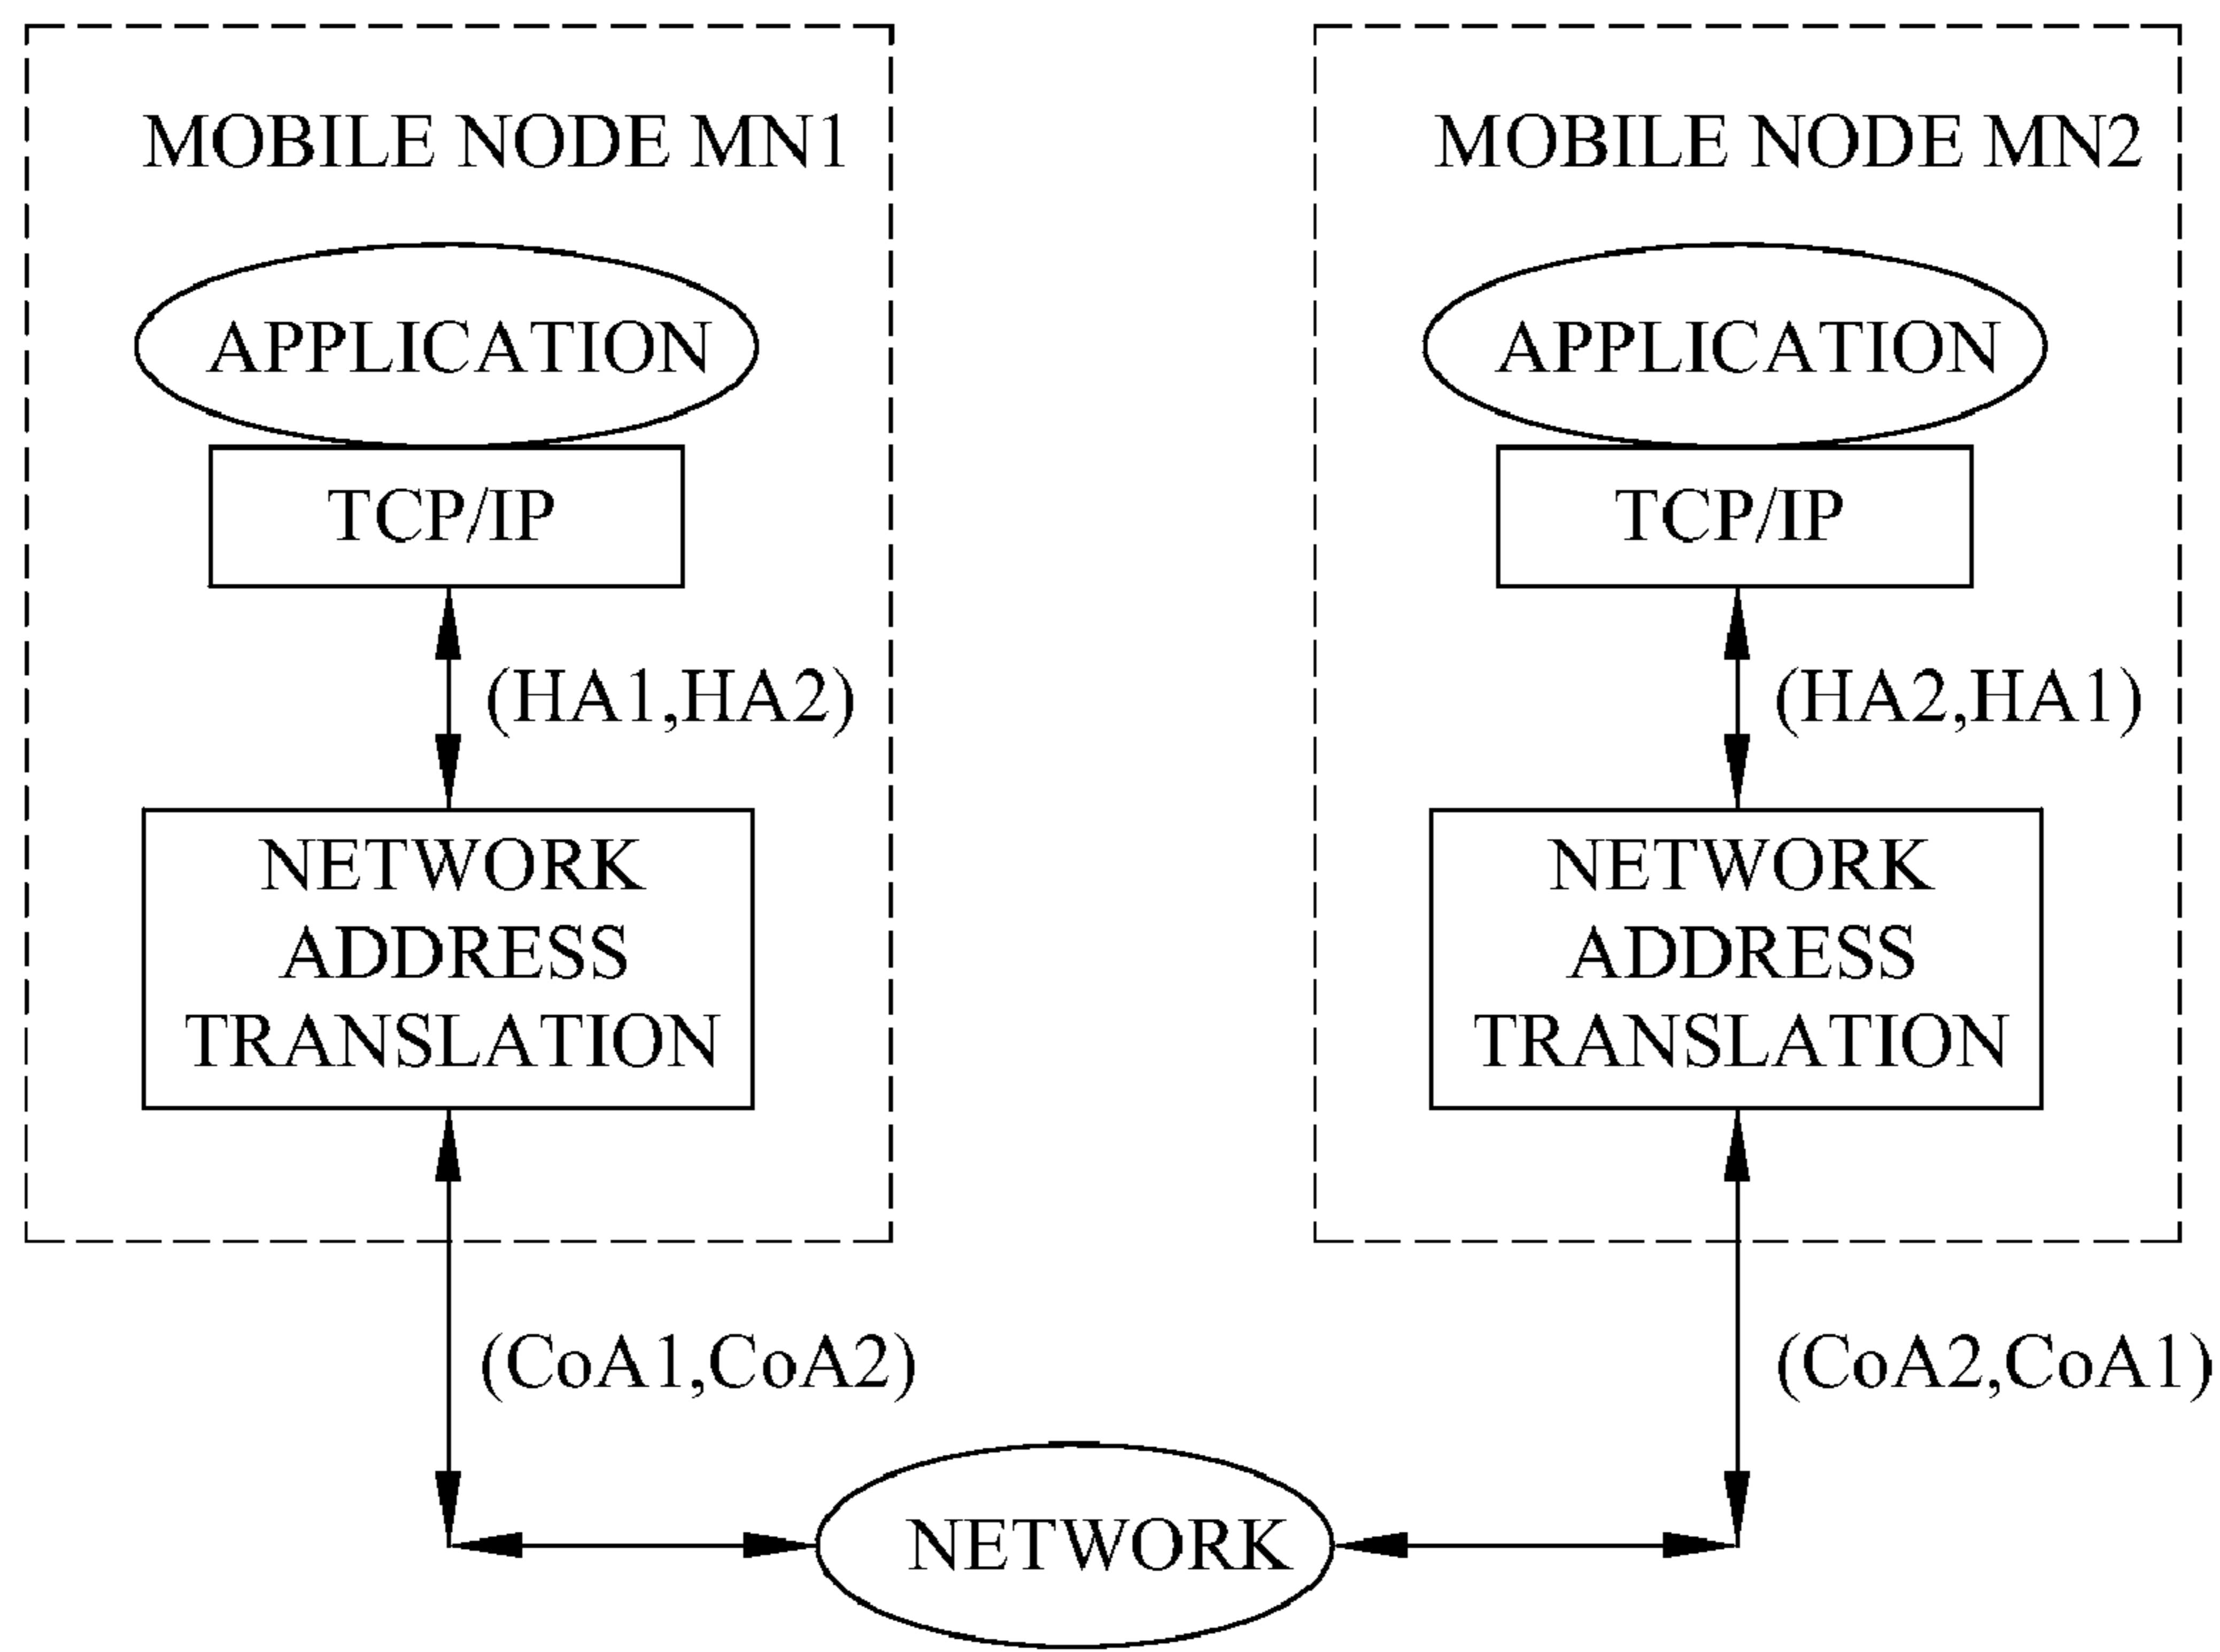 MOBILE NODE MN1
APPLICATION
TCP/IP
(HA1,HA2)
NETWORK
ADDRESS
TRANSLATION
(CoA1,CoA2)
MOBILE NODE MN2
APPLICATION
TCP/IP
(HA2,HA1)
NETWORK
ADDRESS
TRANSLATION
(CoA2,CoA1)
NETWORK